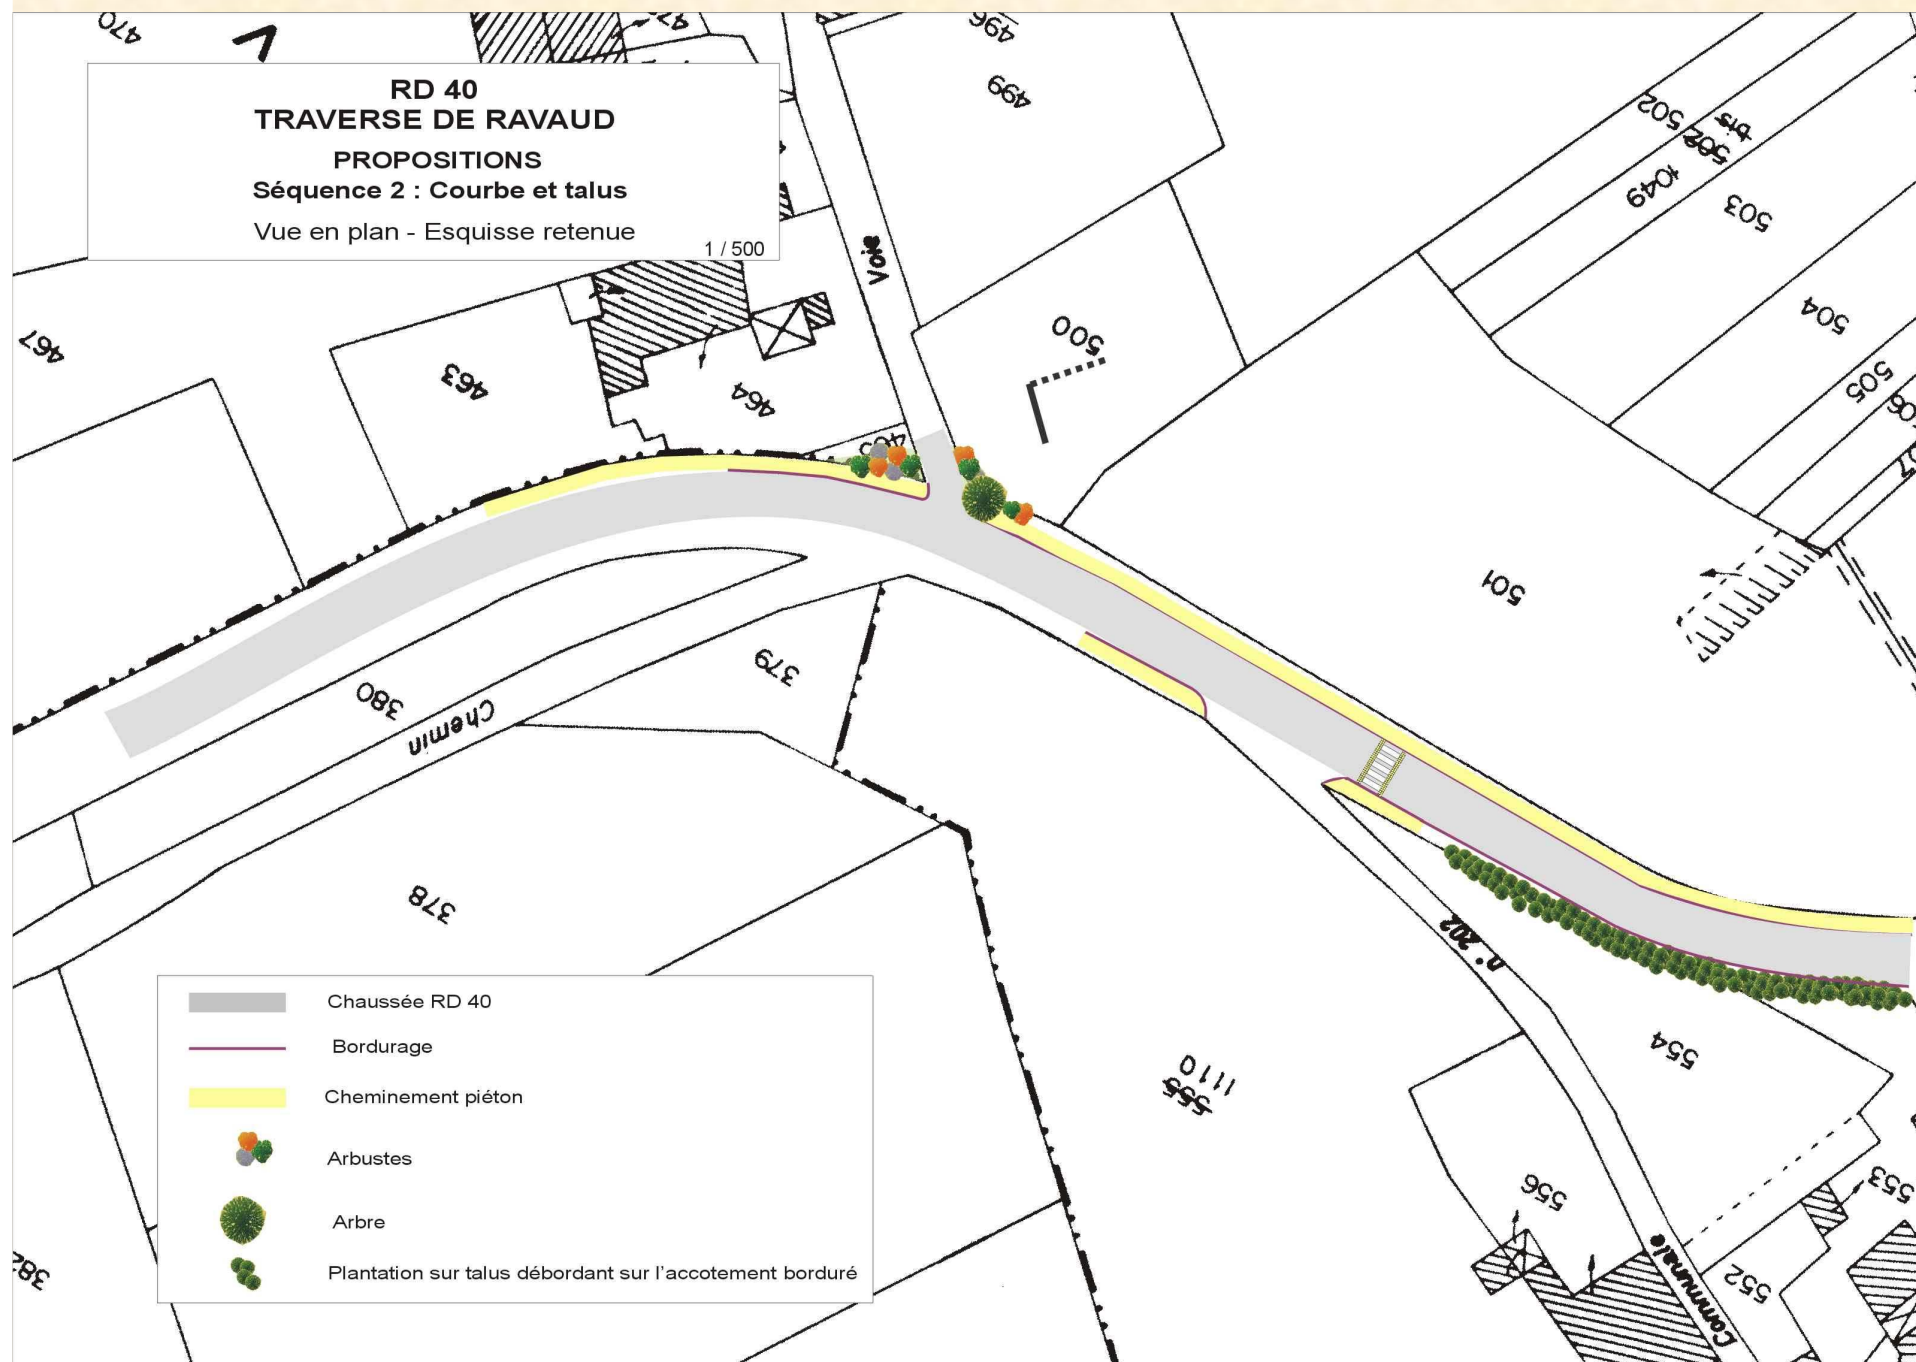 470
496
499
RD 40
TRAVERSE DE RAVAUD
PROPOSITIONS
Séquence 2 : Courbe et talus
Vue en plan - Esquisse retenue
1 / 500
502
502
bis
1049
503
Voie
504
467
463
464
500
505
501
379
380
Chemin
378
n° 202
554
555
1110
556
553
552
Communale
Chaussée RD 40
Bordurage
Cheminement piéton
Arbustes
Arbre
Plantation sur talus débordant sur l'accotement borduré